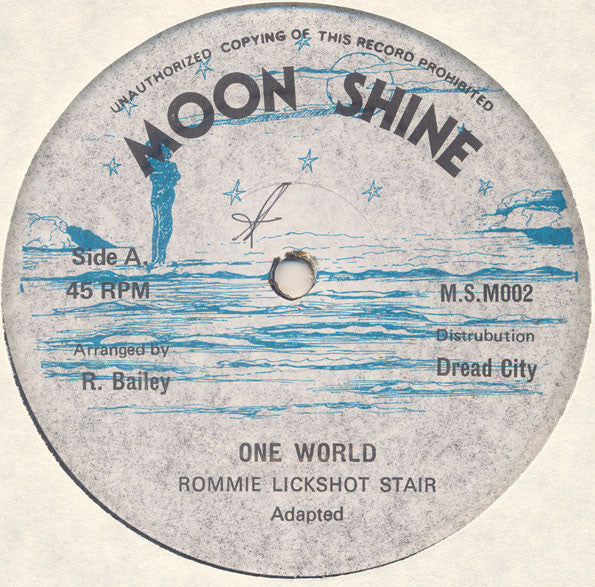 UNAUTHORIZED COPYING OF THIS RECORD PROHIBITED
MOON SHINE
Side A.
45 RPM
M.S.M002
Arranged by
R. Bailey
Distrubution
Dread City
ONE WORLD
ROMMIE LICKSHOT STAIR
Adapted